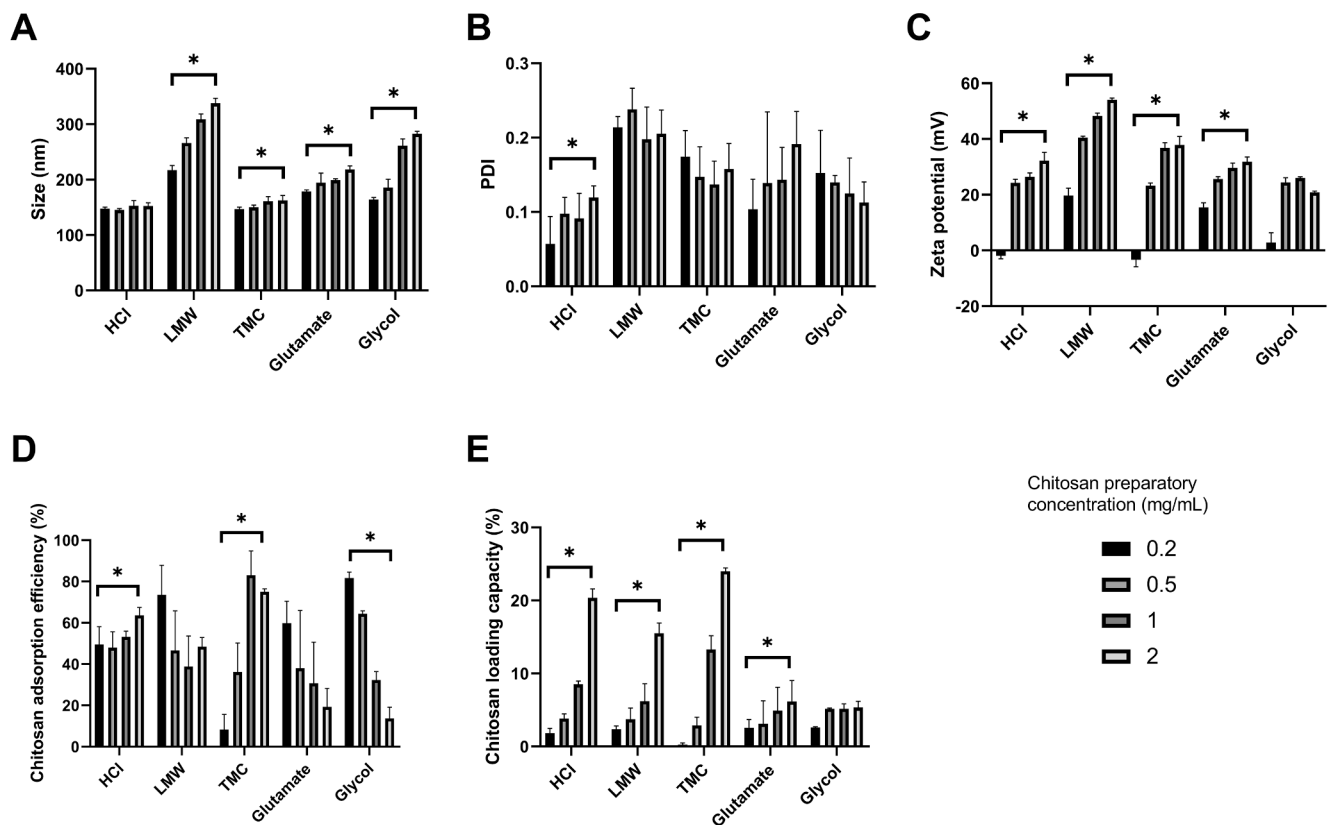 A
Size (nm)
400
300
200
100
0
*
*
*
*
HCl
LMW
TMC
Glutamate
Glycol
B
PDI
0.3
0.2
0.1
0.0
*
HCl
LMW
TMC
Glutamate
Glycol
C
Zeta potential (mV)
60
40
20
0
-20
*
*
*
*
HCl
LMW
TMC
Glutamate
Glycol
D
Chitosan adsorption efficiency (%)
100
80
60
40
20
0
*
*
*
HCl
LMW
TMC
Glutamate
Glycol
E
Chitosan loading capacity (%)
30
20
10
0
*
*
*
*
HCl
LMW
TMC
Glutamate
Glycol
Chitosan preparatory
concentration (mg/mL)
0.2
0.5
1
2